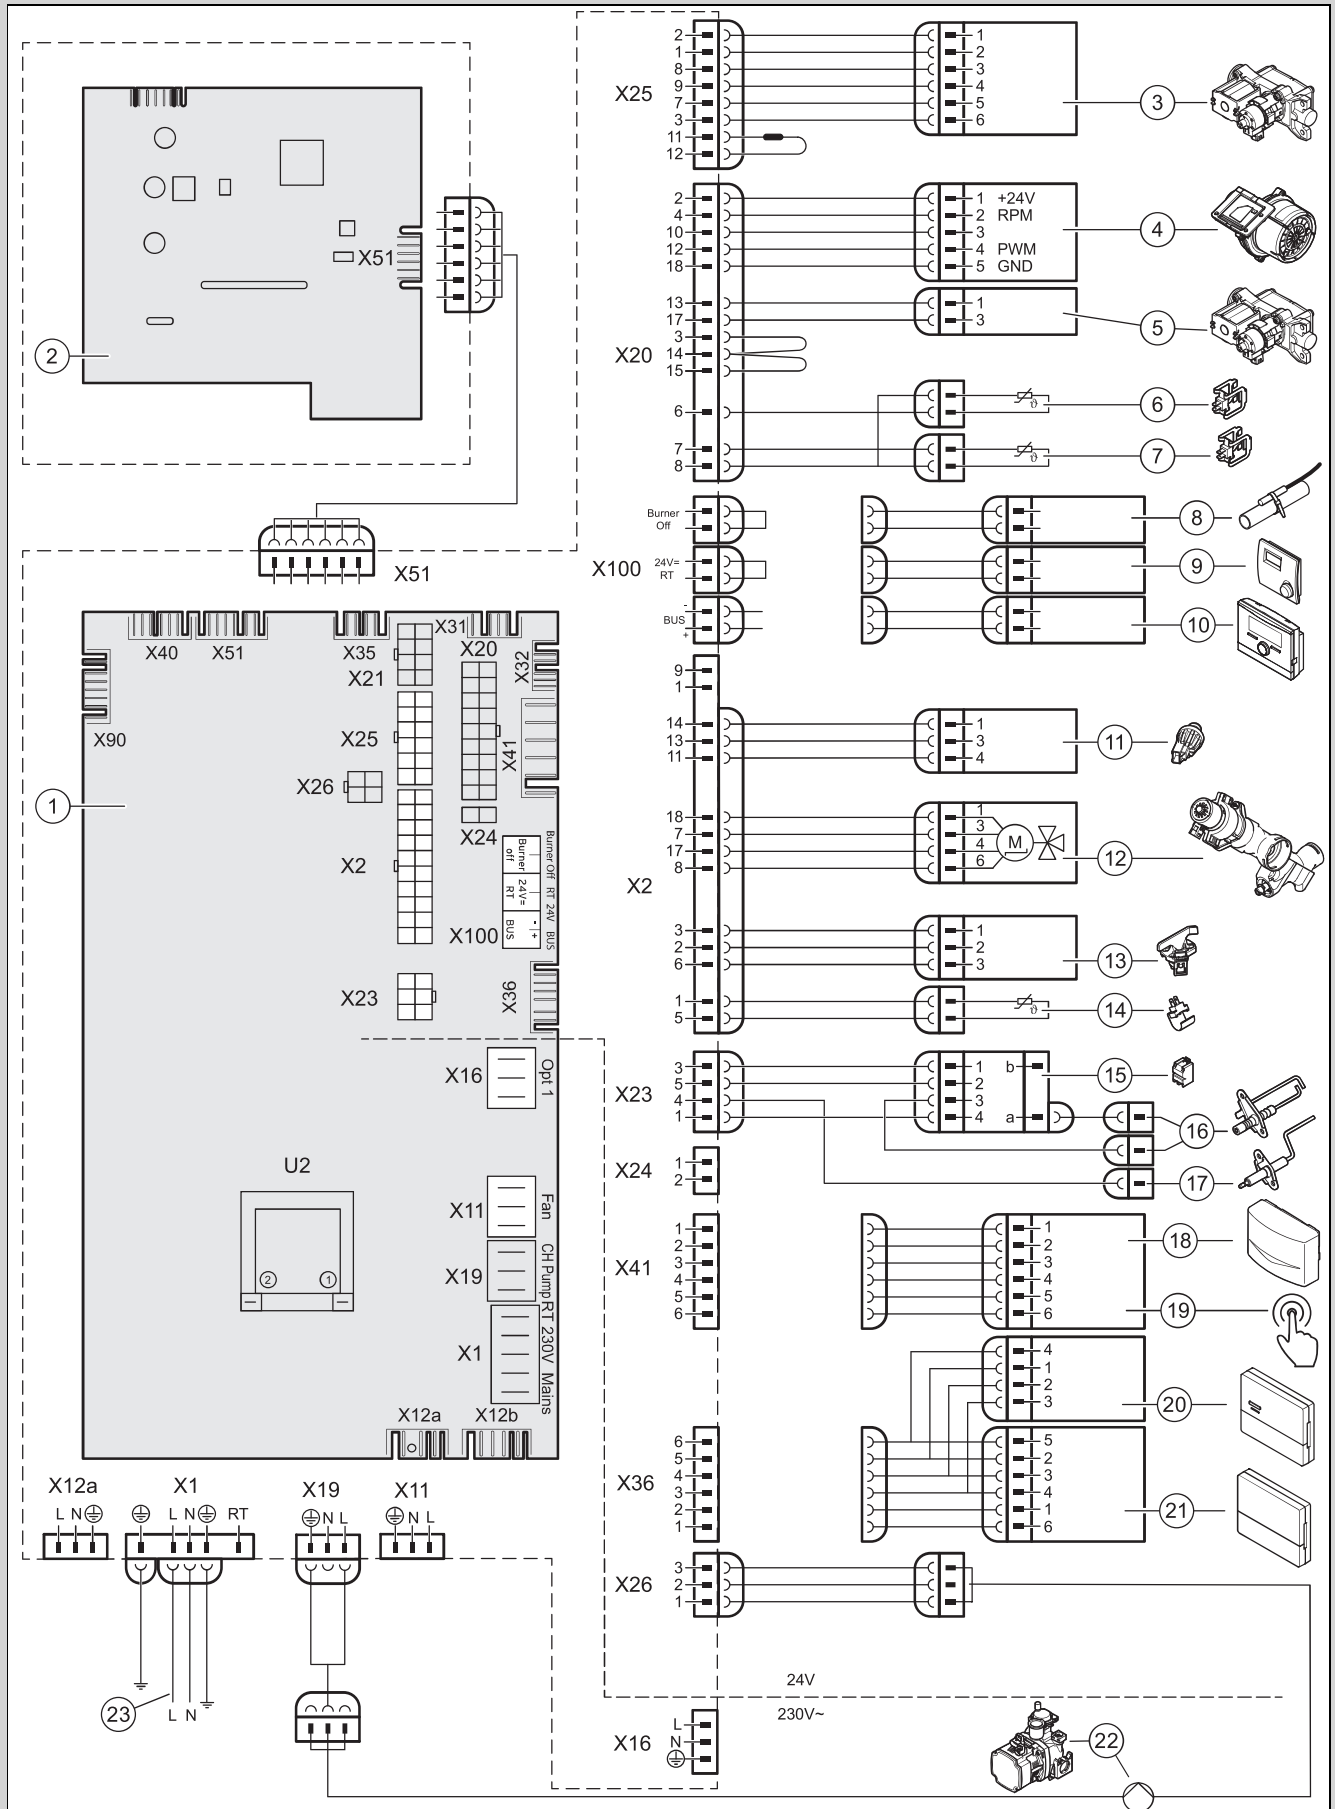 X25
2
1
8
9
7
3
11
12
1
2
3
4
5
6
3
X51
2
X20
2
4
10
12
18
13
17
3
14
15
6
7
8
1 +24V
2 RPM
3
4 PWM
5 GND
4
1
3
5
ϑ
6
ϑ
7
X51
X100
Burner
Off
24V=
RT
-
BUS
+
8
9
10
X40
X51
X35
X31
X21
X20
X32
X90
X25
X41
X26
X24
X2
X100
Burner
off
24V=
RT
BUS
- +
Burner Off RT 24V BUS
X23
X36
1
X16
Opt 1
U2
2
1
X11
Fan
X19
CH Pump
X1
RT 230V Mains
X12a
X12b
X2
9
1
14
13
11
1
3
4
11
18
7
17
8
1
3
4
6
M
12
3
2
6
1
2
3
13
1
5
ϑ
14
X23
3
5
4
1
1
2
3
4
b
a
15
16
17
X24
1
2
X41
1
2
3
4
5
6
1
2
3
4
5
6
18
19
4
1
2
3
20
X36
6
5
4
3
2
1
5
2
3
4
1
6
21
X26
3
2
1
X12a
L N
X1
L N
RT
X19
N L
X11
N L
23
L N
24V
230V~
X16
L
N
22